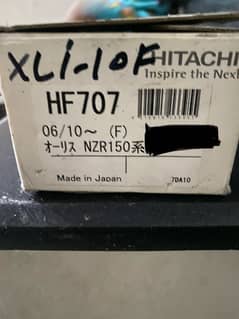 XLi-10F
HITACHI
Inspire the Nex
HF707
06/10~ (F)
オーリス NZR150系
Made in Japan 7DA10